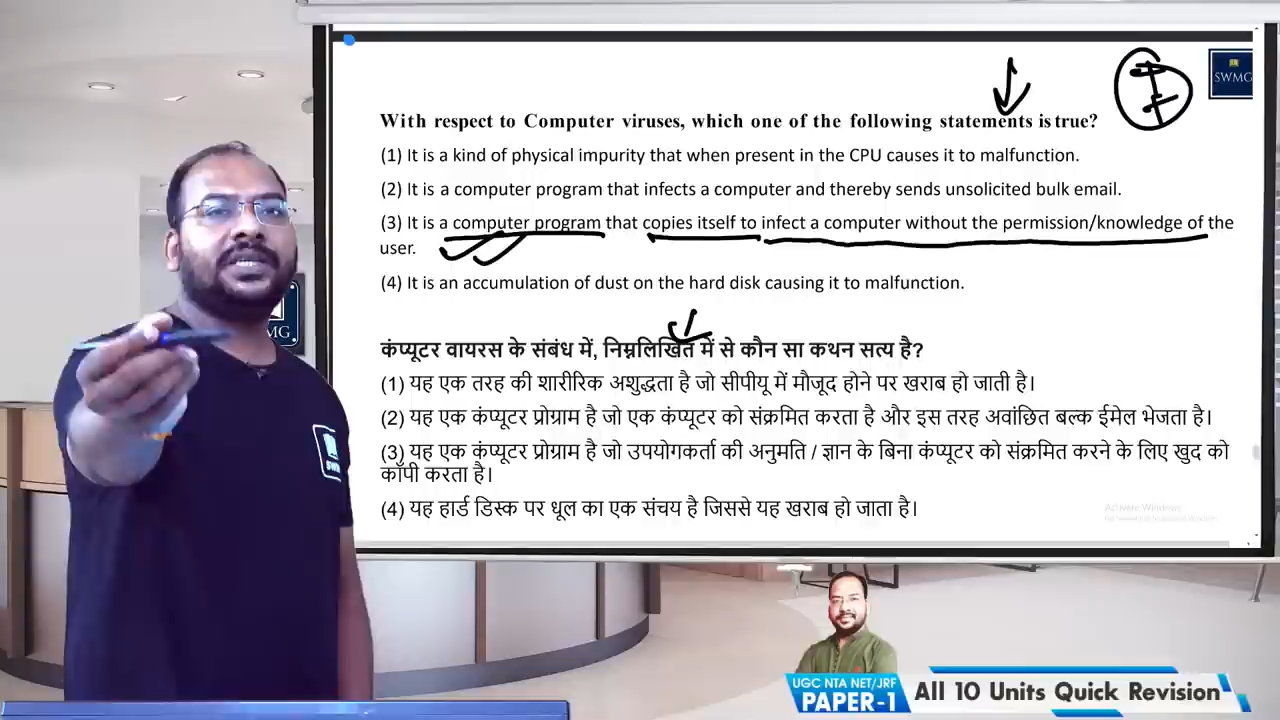 SWMG
With respect to Computer viruses, which one of the following statements is true?
(1) It is a kind of physical impurity that when present in the CPU causes it to malfunction.
(2) It is a computer program that infects a computer and thereby sends unsolicited bulk email.
(3) It is a computer program that copies itself to infect a computer without the permission/knowledge of the
user.
(4) It is an accumulation of dust on the hard disk causing it to malfunction.
कंप्यूटर वायरस के संबंध में, निम्नलिखित में से कौन सा कथन सत्य है?
(1) यह एक तरह की शारीरिक अशुद्धता है जो सीपीयू में मौजूद होने पर खराब हो जाती है।
(2) यह एक कंप्यूटर प्रोग्राम है जो एक कंप्यूटर को संक्रमित करता है और इस तरह अवांछित बल्क ईमेल भेजता है।
(3) यह एक कंप्यूटर प्रोग्राम है जो उपयोगकर्ता की अनुमति / ज्ञान के बिना कंप्यूटर को संक्रमित करने के लिए खुद को
कॉपी करता है।
(4) यह हार्ड डिस्क पर धूल का एक संचय है जिससे यह खराब हो जाता है।
Activate Windows
UGC NTA NET/JRF
PAPER-1
All 10 Units Quick Revision